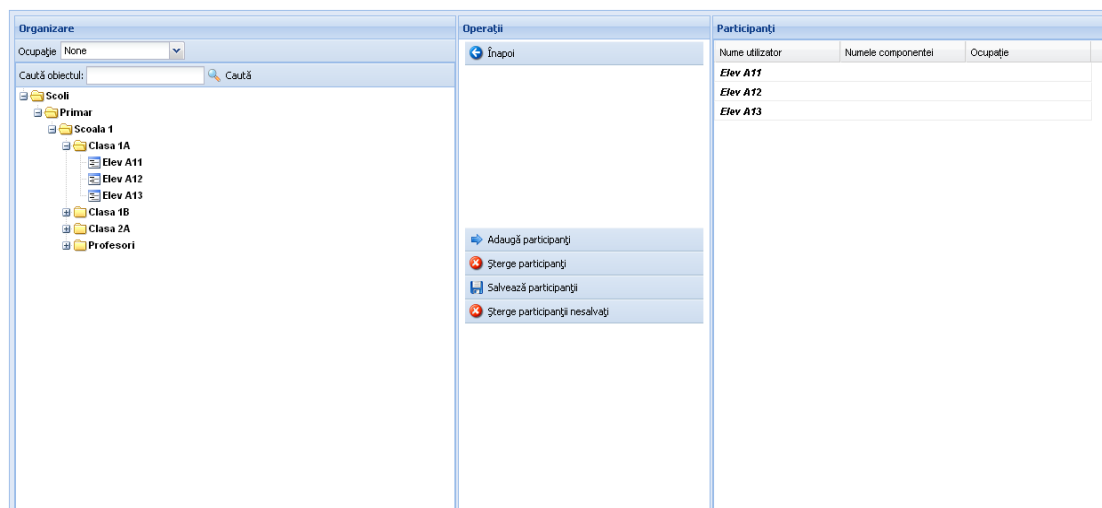 Organizare
Ocupaţie None
Caută obiectul: Caută
Scoli
Primar
Scoala 1
Clasa 1A
Elev A11
Elev A12
Elev A13
Clasa 1B
Clasa 2A
Profesori
Operaţii
Înapoi
Adaugă participanţi
Şterge participanţi
Salvează participanţii
Şterge participanţii nesalvaţi
Participanţi
Nume utilizator Numele componentei Ocupație
Elev A11
Elev A12
Elev A13